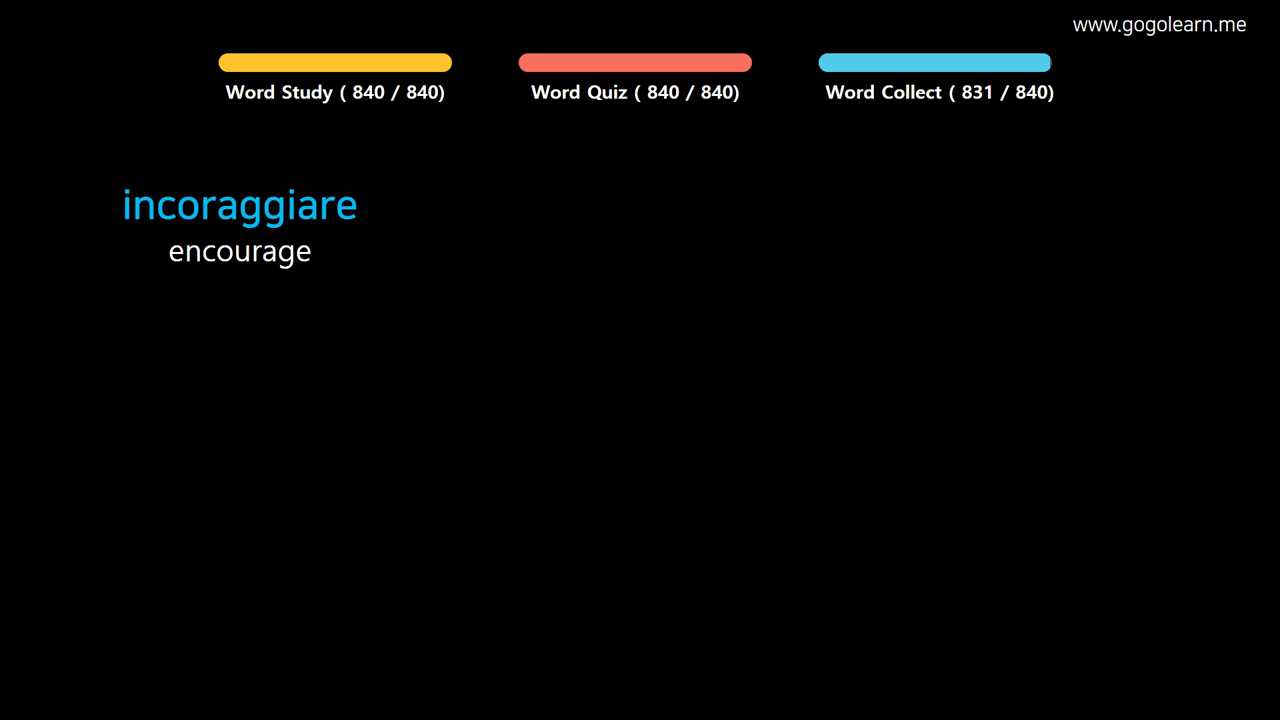 www.gogolearn.me
Word Study ( 840 / 840)
Word Quiz ( 840 / 840)
Word Collect ( 831 / 840)
incoraggiare
encourage